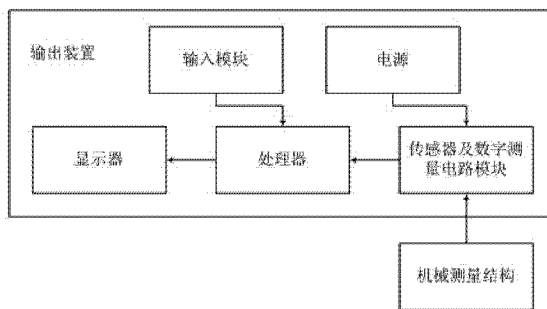 输出装置
输入模块
电源
显示器
处理器
传感器及数字测
量电路模块
机械测量结构